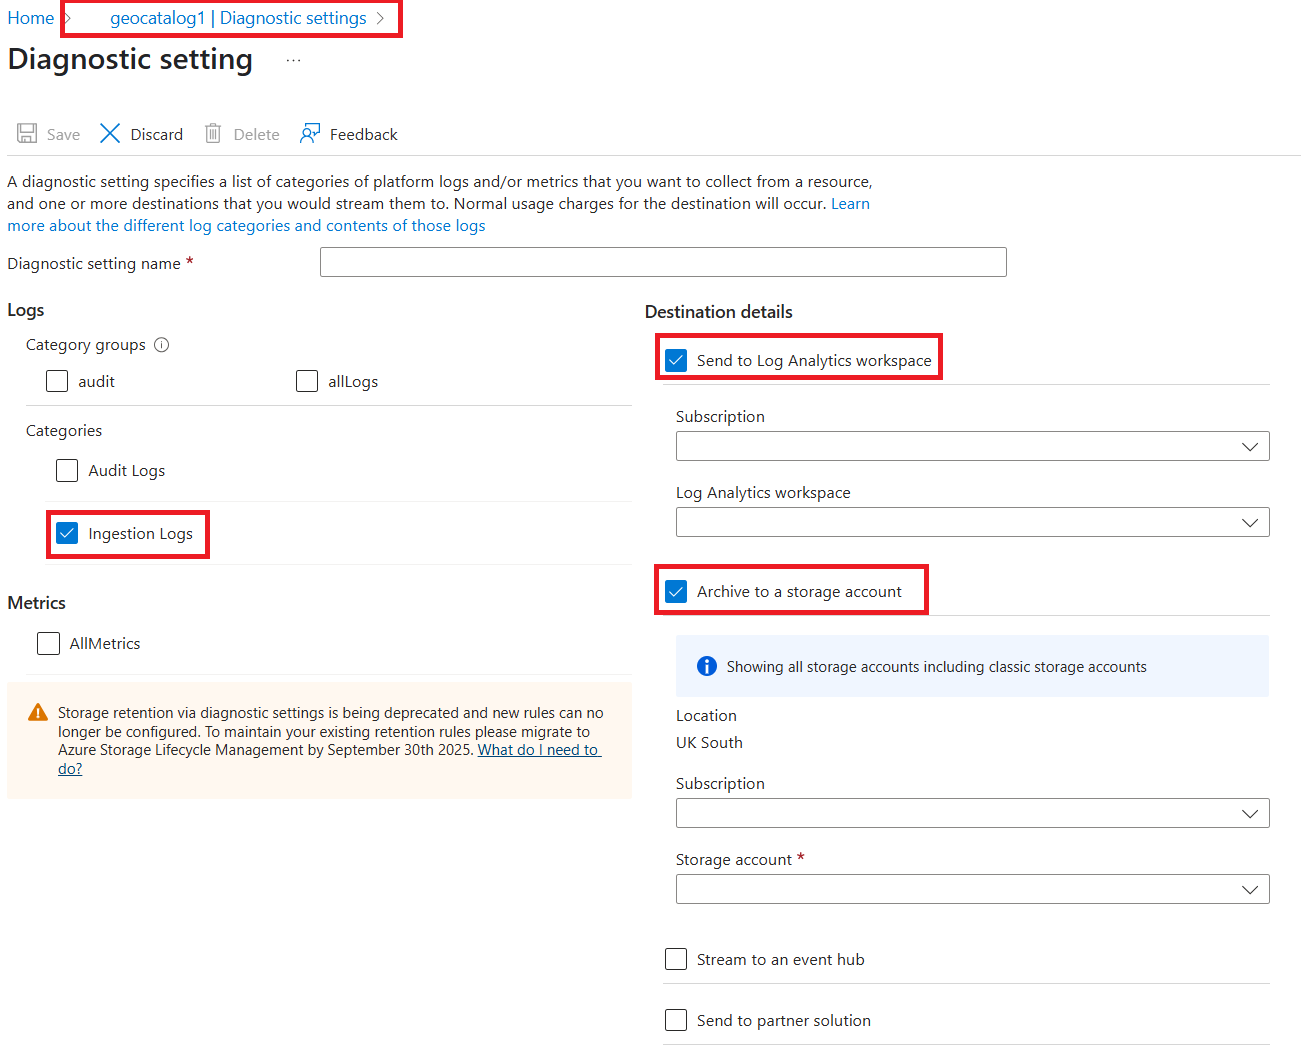 Home > geocatalog1 | Diagnostic settings >
Diagnostic setting ...
Save Discard Delete Feedback
A diagnostic setting specifies a list of categories of platform logs and/or metrics that you want to collect from a resource,
and one or more destinations that you would stream them to. Normal usage charges for the destination will occur. Learn
more about the different log categories and contents of those logs
Diagnostic setting name *
Logs
Category groups
audit allLogs
Categories
Audit Logs
Ingestion Logs
Metrics
AllMetrics
Storage retention via diagnostic settings is being deprecated and new rules can no
longer be configured. To maintain your existing retention rules please migrate to
Azure Storage Lifecycle Management by September 30th 2025. What do I need to
do?
Destination details
Send to Log Analytics workspace
Subscription
Log Analytics workspace
Archive to a storage account
Showing all storage accounts including classic storage accounts
Location
UK South
Subscription
Storage account *
Stream to an event hub
Send to partner solution